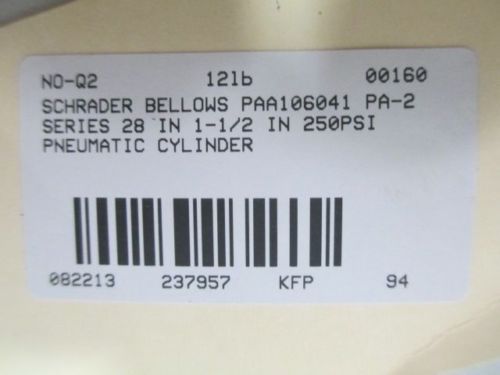 NO-Q2 12lb 00160
SCHRADER BELLOWS PAA106041 PA-2
SERIES 28 IN 1-1/2 IN 250PSI
PNEUMATIC CYLINDER
082213 237957 KFP 94